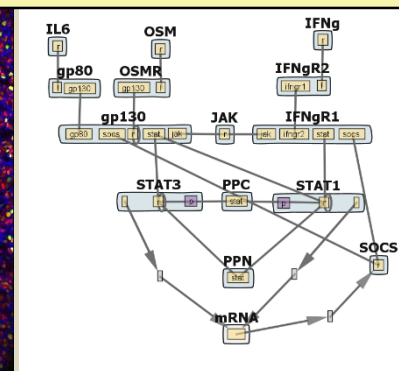 IL6 OSM IFNg
r r r
gp80 OSMR IFNgR2
gp130 gp130 ifngr1
gp130 JAK IFNgR1
gp80 socs r stat jak r jak ifngr2 stat socs
STAT3 PPC STAT1
r p stat p r
PPN SOCS
stat
mRNA